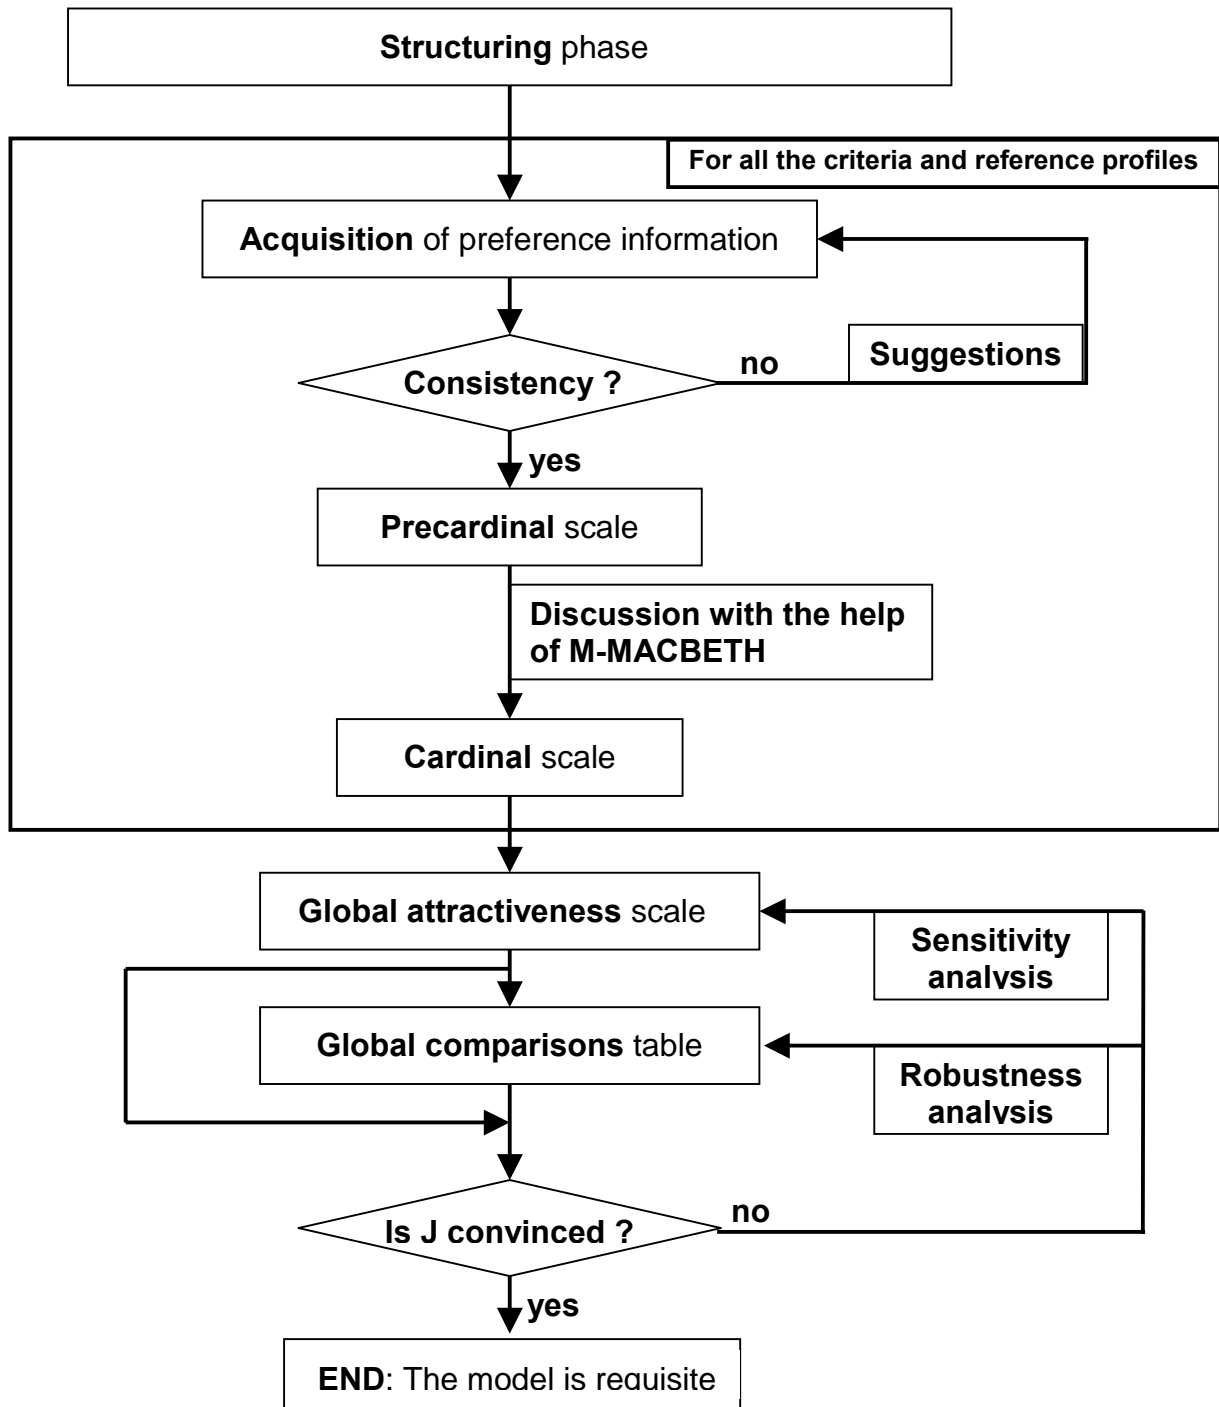 Structuring phase
For all the criteria and reference profiles
Acquisition of preference information
Consistency ?
no
Suggestions
yes
Precardinal scale
Discussion with the help
of M-MACBETH
Cardinal scale
Global attractiveness scale
Sensitivity
analysis
Global comparisons table
Robustness
analysis
Is J convinced ?
no
yes
END: The model is requisite